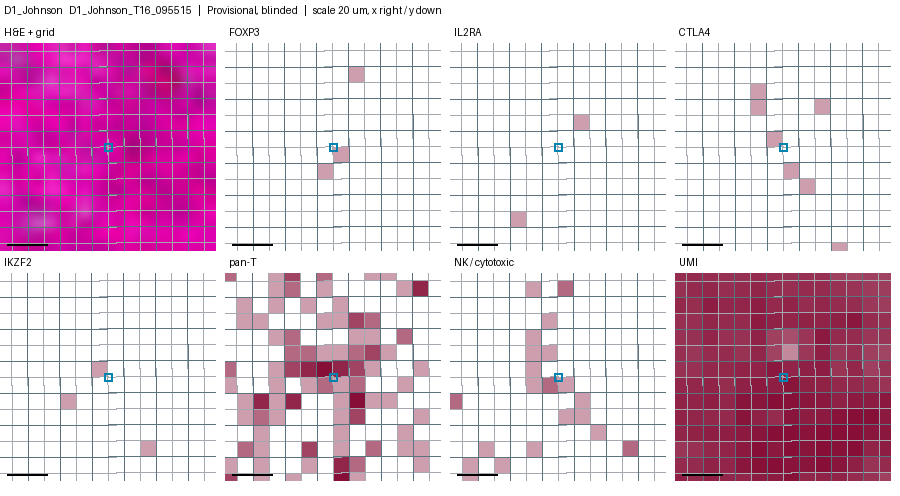 D1_Johnson D1_Johnson_T16_095515 | Provisional, blinded | scale 20 um, x right / y down
H&E + grid
FOXP3
IL2RA
CTLA4
IKZF2
pan-T
NK / cytotoxic
UMI